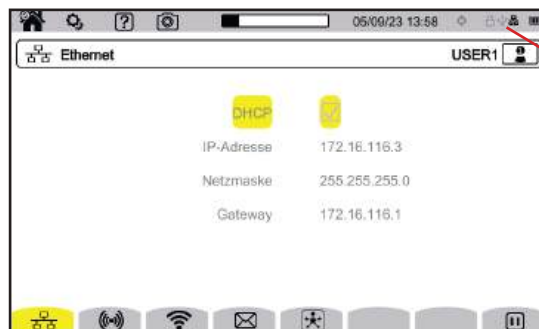 05/09/23 13:58
Ethernet USER1
DHCP
IP-Adresse 172.16.116.3
Netzmaske 255.255.255.0
Gateway 172.16.116.1